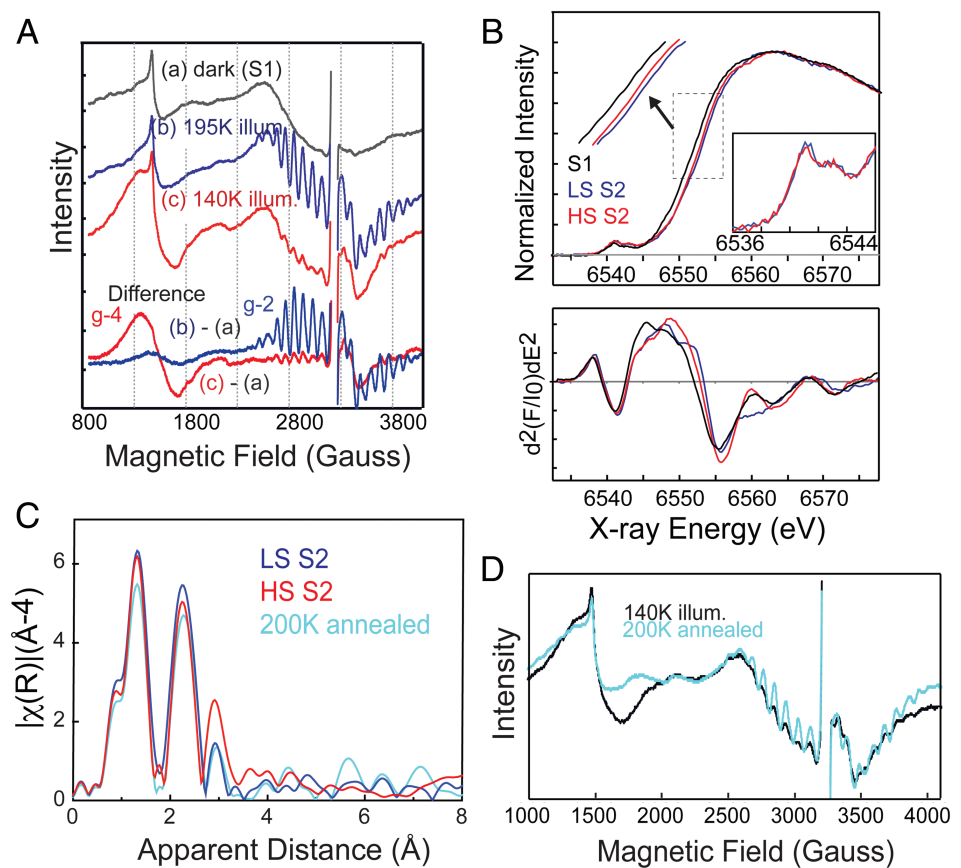 A
(a) dark (S1)
(b) 195K illum.
(c) 140K illum.
Difference
g-4
g-2
(b) - (a)
(c) - (a)
Intensity
800 1800 2800 3800
Magnetic Field (Gauss)
B
S1
LS S2
HS S2
6536 6544
Normalized Intensity
6540 6550 6560 6570
d2(F/I0)dE2
6540 6550 6560 6570
X-ray Energy (eV)
C
LS S2
HS S2
200K annealed
|χ(R)|(Å-4)
6
4
2
0
0 2 4 6 8
Apparent Distance (Å)
D
140K illum.
200K annealed
Intensity
1000 1500 2000 2500 3000 3500 4000
Magnetic Field (Gauss)